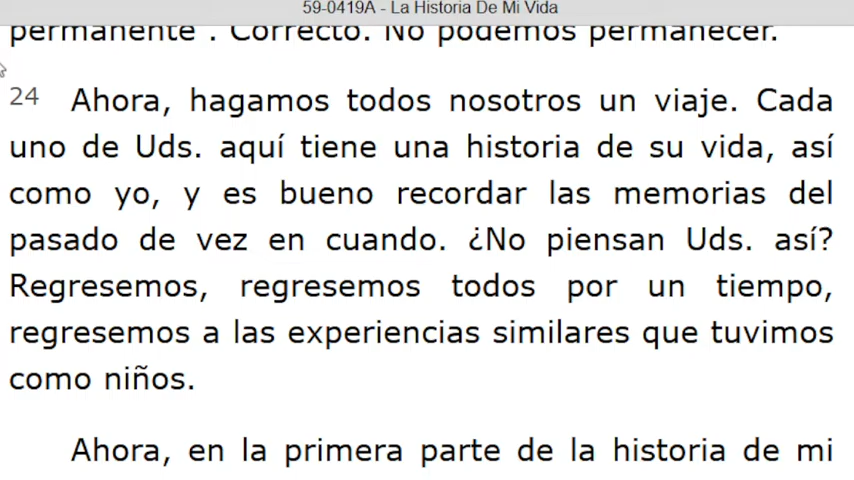 59-0419A - La Historia De Mi Vida
permanente”. Correcto. No podemos permanecer.
24 Ahora, hagamos todos nosotros un viaje. Cada
uno de Uds. aquí tiene una historia de su vida, así
como yo, y es bueno recordar las memorias del
pasado de vez en cuando. ¿No piensan Uds. así?
Regresemos, regresemos todos por un tiempo,
regresemos a las experiencias similares que tuvimos
como niños.
Ahora, en la primera parte de la historia de mi